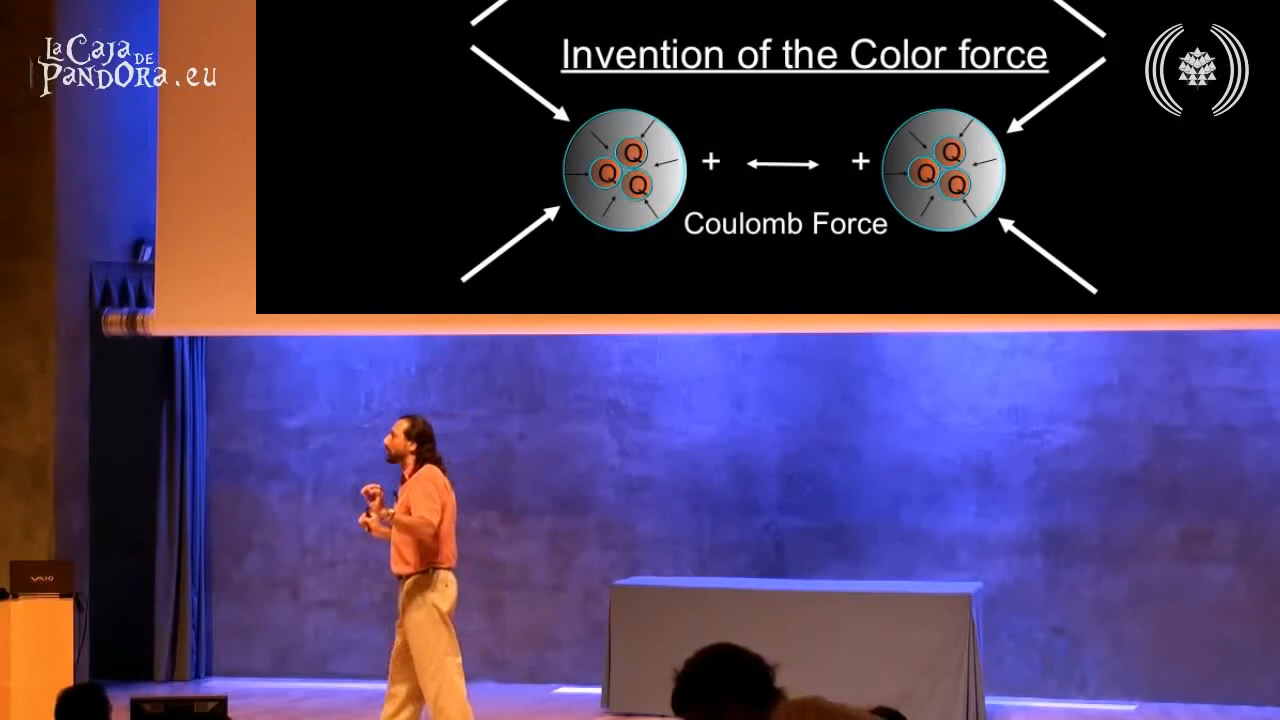 La Caja
DE
PANDORA.eu
Invention of the Color force
Q Q
+ +
Q Q
Q Q
Coulomb Force
VAIO